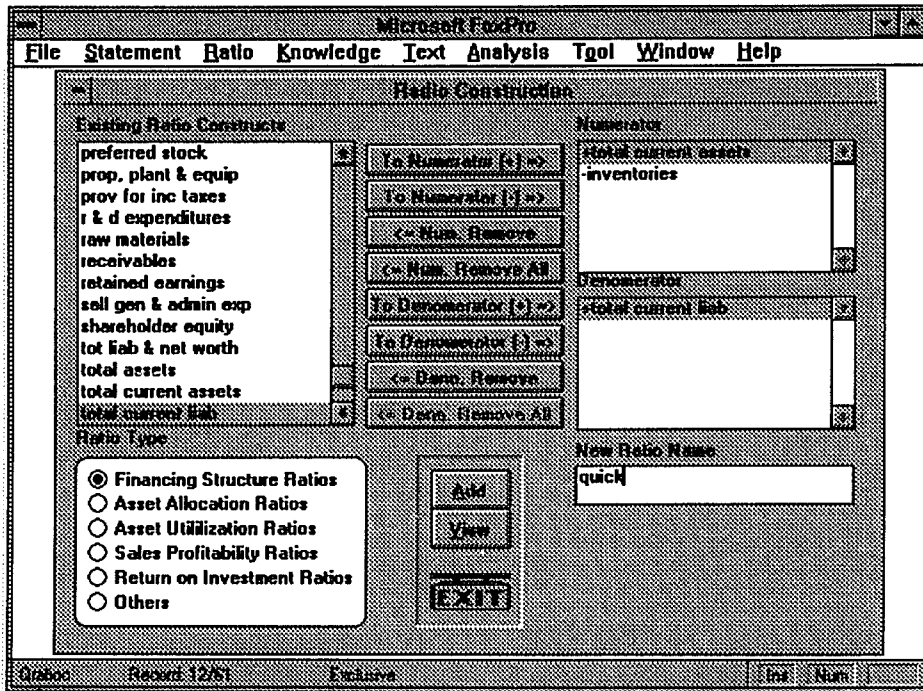 Microsoft FoxPro
File Statement Ratio Knowledge Text Analysis Tool Window Help
Radio Construction
Existing Ratio Constructs
preferred stock
prop, plant & equip
prov for inc taxes
r & d expenditures
raw materials
receivables
retained earnings
sell gen & admin exp
shareholder equity
tot liab & net worth
total assets
total current assets
total current liab
To Numerator [+] =>
To Numerator [-] =>
<= Num. Remove
<= Num. Remove All
To Denomerator [+] =>
To Denomerator [-] =>
<= Deno. Remove
<= Deno. Remove All
Numerator
+total current assets
-inventories
Denomerator
+total current liab
Ratio Type
Financing Structure Ratios
Asset Allocation Ratios
Asset Utililization Ratios
Sales Profitability Ratios
Return on Investment Ratios
Others
Add
View
EXIT
New Ratio Name
quick
Record: 12/61 Exclusive Ins Num